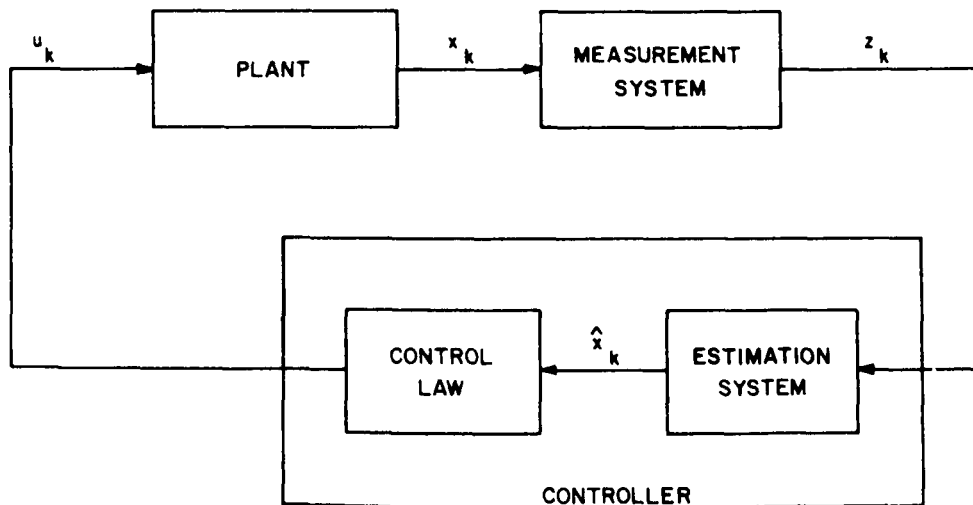 u_k
PLANT
x_k
MEASUREMENT
SYSTEM
z_k
CONTROL
LAW
x̂_k
ESTIMATION
SYSTEM
CONTROLLER